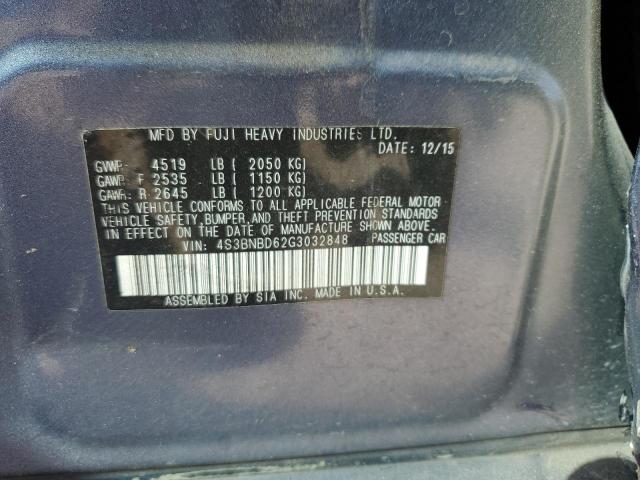 MFD BY FUJI HEAVY INDUSTRIES LTD.
DATE: 12/15
GVWR: 4519 LB ( 2050 KG)
GAWR: F 2535 LB ( 1150 KG)
GAWR: R 2645 LB ( 1200 KG)
THIS VEHICLE CONFORMS TO ALL APPLICABLE FEDERAL MOTOR
VEHICLE SAFETY, BUMPER, AND THEFT PREVENTION STANDARDS
IN EFFECT ON THE DATE OF MANUFACTURE SHOWN ABOVE.
VIN: 4S3BNBD62G3032848 PASSENGER CAR
ASSEMBLED BY SIA INC. MADE IN U.S.A.